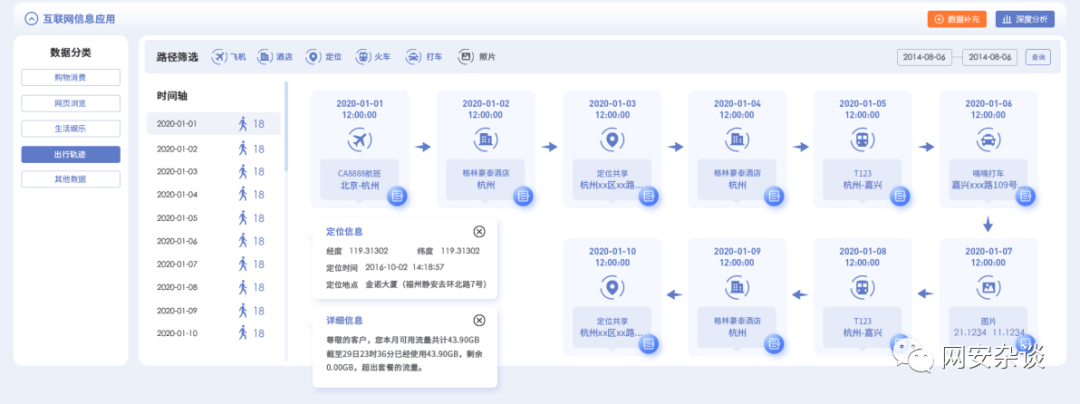 互联网信息应用
数据补充
深度分析
数据分类
购物消费
网页浏览
生活娱乐
出行轨迹
其他数据
路径筛选 飞机 酒店 定位 火车 打车 照片
2014-08-06 2014-08-06 查询
时间轴
2020-01-01 18
2020-01-02 18
2020-01-03 18
2020-01-04 18
2020-01-05 18
2020-01-06 18
2020-01-07 18
2020-01-08 18
2020-01-09 18
2020-01-10 18
2020-01-01
12:00:00
CA8888航班
北京-杭州
2020-01-02
12:00:00
格林豪泰酒店
杭州
2020-01-03
12:00:00
定位共享
杭州xx区xx路...
2020-01-04
12:00:00
格林豪泰酒店
杭州
2020-01-05
12:00:00
T123
杭州-嘉兴
2020-01-06
12:00:00
嘀嘀打车
嘉兴xxx路109号...
2020-01-10
12:00:00
定位共享
杭州xx区xx路...
2020-01-09
12:00:00
格林豪泰酒店
杭州
2020-01-08
12:00:00
T123
杭州-嘉兴
2020-01-07
12:00:00
图片
21.1234 11.1234...
定位信息
经度 119.31302 纬度 119.31302
定位时间 2016-10-02 14:18:57
定位地点 金诺大厦（福州静安去环北路7号）
详细信息
尊敬的客户，您本月可用流量共计43.90GB
截至29日23时36分已经使用43.90GB，剩余
0.00GB，超出套餐的流量。
网安杂谈